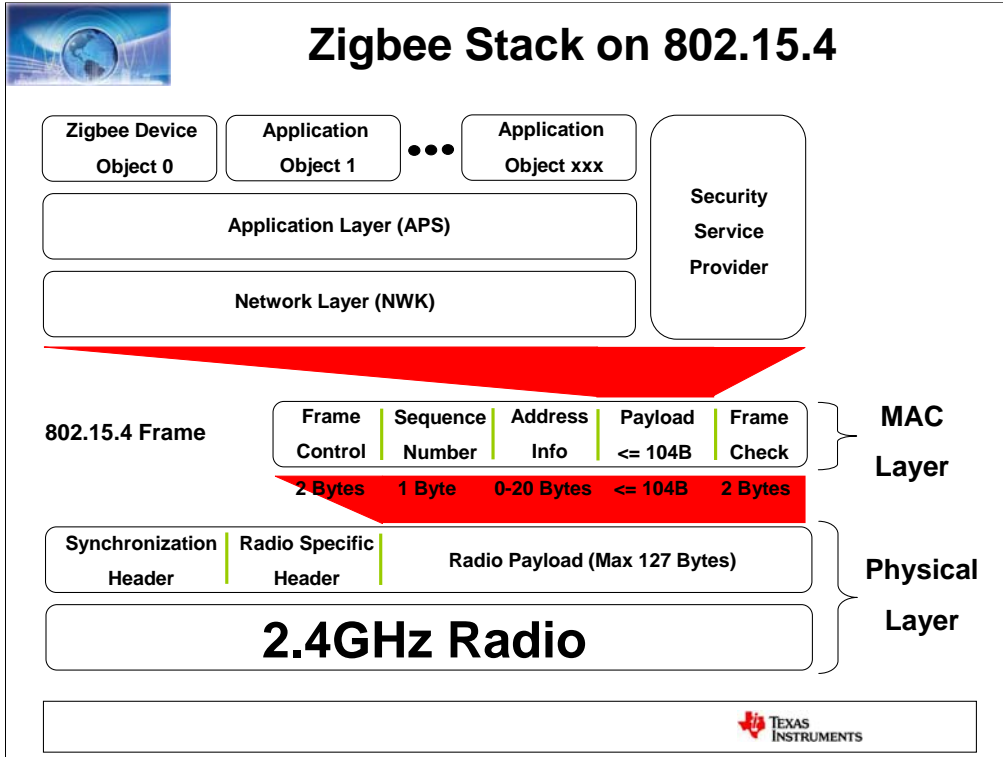 Zigbee Stack on 802.15.4
Zigbee Device
Object 0
Application
Object 1
Application
Object xxx
Security
Service
Provider
Application Layer (APS)
Network Layer (NWK)
802.15.4 Frame
Frame
Control
Sequence
Number
Address
Info
Payload
<= 104B
Frame
Check
MAC
Layer
2 Bytes
1 Byte
0-20 Bytes
<= 104B
2 Bytes
Synchronization
Header
Radio Specific
Header
Radio Payload (Max 127 Bytes)
Physical
Layer
2.4GHz Radio
TEXAS
INSTRUMENTS